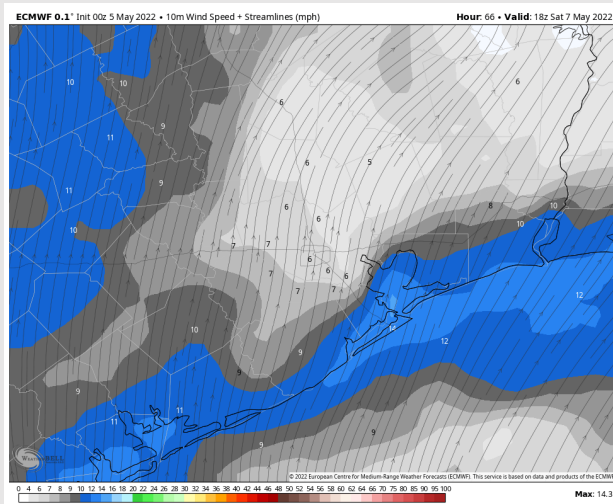 ECMWF 0.1° Init 00z 5 May 2022 • 10m Wind Speed + Streamlines (mph) Hour: 66 • Valid: 18z Sat 7 May 2022
10 10 6
11 6
9
6 5
11 9
6 8 10
6 10
10 7 7
6
6 6
7
7 7 12
10 13
12
9
9
9
11 11
9 9
WeatherBELL
© 2022 European Centre for Medium-Range Weather Forecasts (ECMWF). This service is based on data and products of the ECMWF
0 4 6 7 8 9 10 12 14 16 18 20 22 24 26 28 30 32 34 36 38 40 42 44 46 48 50 52 54 56 58 60 62 64 66 70 75 80 85 90 95 100
Max: 14.3